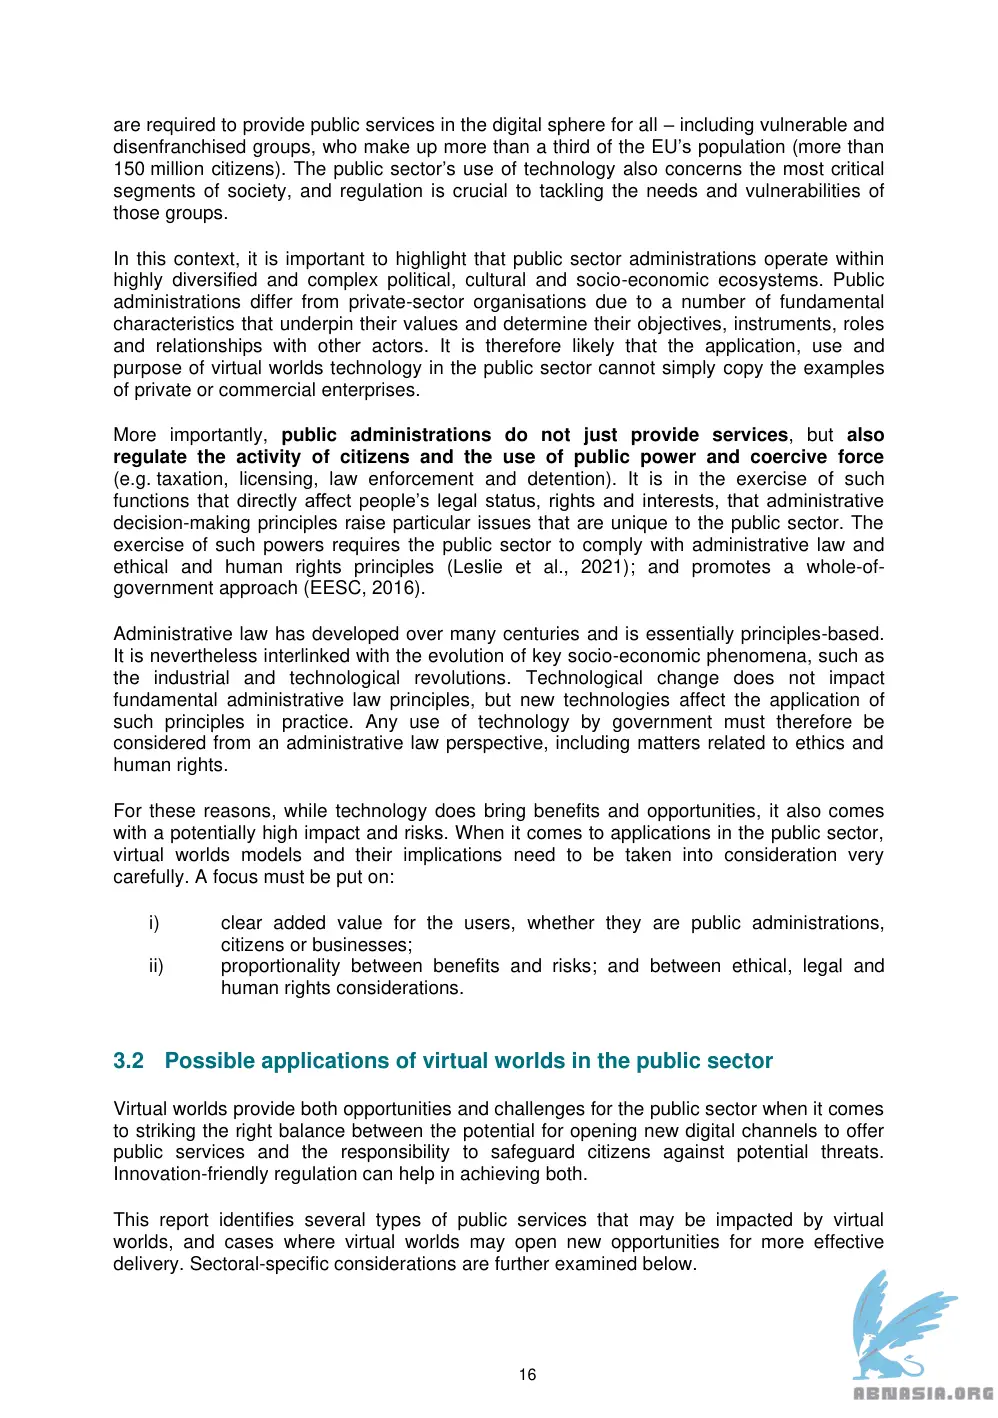 are required to provide public services in the digital sphere for all – including vulnerable and
disenfranchised groups, who make up more than a third of the EU's population (more than
150 million citizens). The public sector's use of technology also concerns the most critical
segments of society, and regulation is crucial to tackling the needs and vulnerabilities of
those groups.
In this context, it is important to highlight that public sector administrations operate within
highly diversified and complex political, cultural and socio-economic ecosystems. Public
administrations differ from private-sector organisations due to a number of fundamental
characteristics that underpin their values and determine their objectives, instruments, roles
and relationships with other actors. It is therefore likely that the application, use and
purpose of virtual worlds technology in the public sector cannot simply copy the examples
of private or commercial enterprises.
More importantly, public administrations do not just provide services, but also
regulate the activity of citizens and the use of public power and coercive force
(e.g. taxation, licensing, law enforcement and detention). It is in the exercise of such
functions that directly affect people's legal status, rights and interests, that administrative
decision-making principles raise particular issues that are unique to the public sector. The
exercise of such powers requires the public sector to comply with administrative law and
ethical and human rights principles (Leslie et al., 2021); and promotes a whole-of-
government approach (EESC, 2016).
Administrative law has developed over many centuries and is essentially principles-based.
It is nevertheless interlinked with the evolution of key socio-economic phenomena, such as
the industrial and technological revolutions. Technological change does not impact
fundamental administrative law principles, but new technologies affect the application of
such principles in practice. Any use of technology by government must therefore be
considered from an administrative law perspective, including matters related to ethics and
human rights.
For these reasons, while technology does bring benefits and opportunities, it also comes
with a potentially high impact and risks. When it comes to applications in the public sector,
virtual worlds models and their implications need to be taken into consideration very
carefully. A focus must be put on:
i) clear added value for the users, whether they are public administrations,
citizens or businesses;
ii) proportionality between benefits and risks; and between ethical, legal and
human rights considerations.
3.2 Possible applications of virtual worlds in the public sector
Virtual worlds provide both opportunities and challenges for the public sector when it comes
to striking the right balance between the potential for opening new digital channels to offer
public services and the responsibility to safeguard citizens against potential threats.
Innovation-friendly regulation can help in achieving both.
This report identifies several types of public services that may be impacted by virtual
worlds, and cases where virtual worlds may open new opportunities for more effective
delivery. Sectoral-specific considerations are further examined below.
16
ABNASIA.ORG